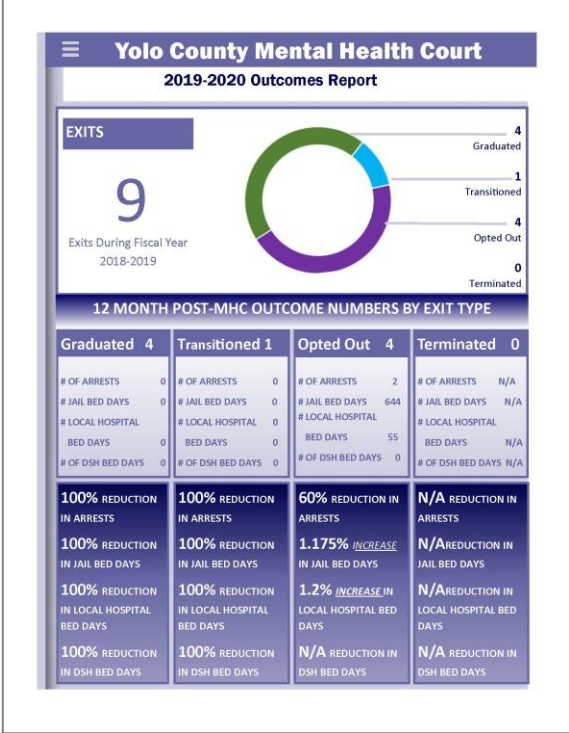 Yolo County Mental Health Court
2019-2020 Outcomes Report
EXITS
9
Exits During Fiscal Year
2018-2019
4
Graduated
1
Transitioned
4
Opted Out
0
Terminated
12 MONTH POST-MHC OUTCOME NUMBERS BY EXIT TYPE
Graduated 4
# OF ARRESTS 0
# JAIL BED DAYS 0
# LOCAL HOSPITAL
BED DAYS 0
# OF DSH BED DAYS 0
Transitioned 1
# OF ARRESTS 0
# JAIL BED DAYS 0
# LOCAL HOSPITAL 0
BED DAYS 0
# OF DSH BED DAYS 0
Opted Out 4
# OF ARRESTS 2
# JAIL BED DAYS 644
# LOCAL HOSPITAL
BED DAYS 55
# OF DSH BED DAYS 0
Terminated 0
# OF ARRESTS N/A
# JAIL BED DAYS N/A
# LOCAL HOSPITAL
BED DAYS N/A
# OF DSH BED DAYS N/A
100% REDUCTION
IN ARRESTS
100% REDUCTION
IN JAIL BED DAYS
100% REDUCTION
IN LOCAL HOSPITAL
BED DAYS
100% REDUCTION
IN DSH BED DAYS
100% REDUCTION
IN ARRESTS
100% REDUCTION
IN JAIL BED DAYS
100% REDUCTION
IN LOCAL HOSPITAL
BED DAYS
100% REDUCTION
IN DSH BED DAYS
60% REDUCTION IN
ARRESTS
1.175% INCREASE
IN JAIL BED DAYS
1.2% INCREASE IN
LOCAL HOSPITAL BED
DAYS
N/A REDUCTION IN
DSH BED DAYS
N/A REDUCTION IN
ARRESTS
N/AREDUCTION IN
JAIL BED DAYS
N/AREDUCTION IN
LOCAL HOSPITAL BED
DAYS
N/A REDUCTION IN
DSH BED DAYS